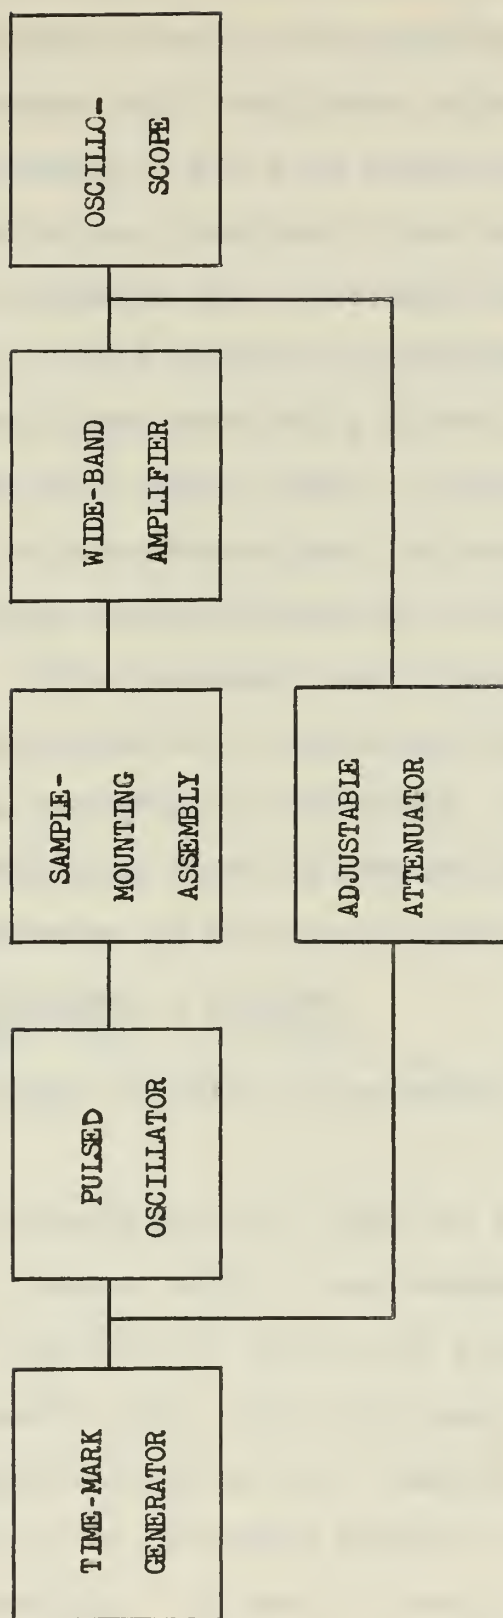 TIME-MARK
GENERATOR
PULSED
OSCILLATOR
SAMPLE-
MOUNTING
ASSEMBLY
WIDE-BAND
AMPLIFIER
OSCILLO-
SCOPE
ADJUSTABLE
ATTENUATOR